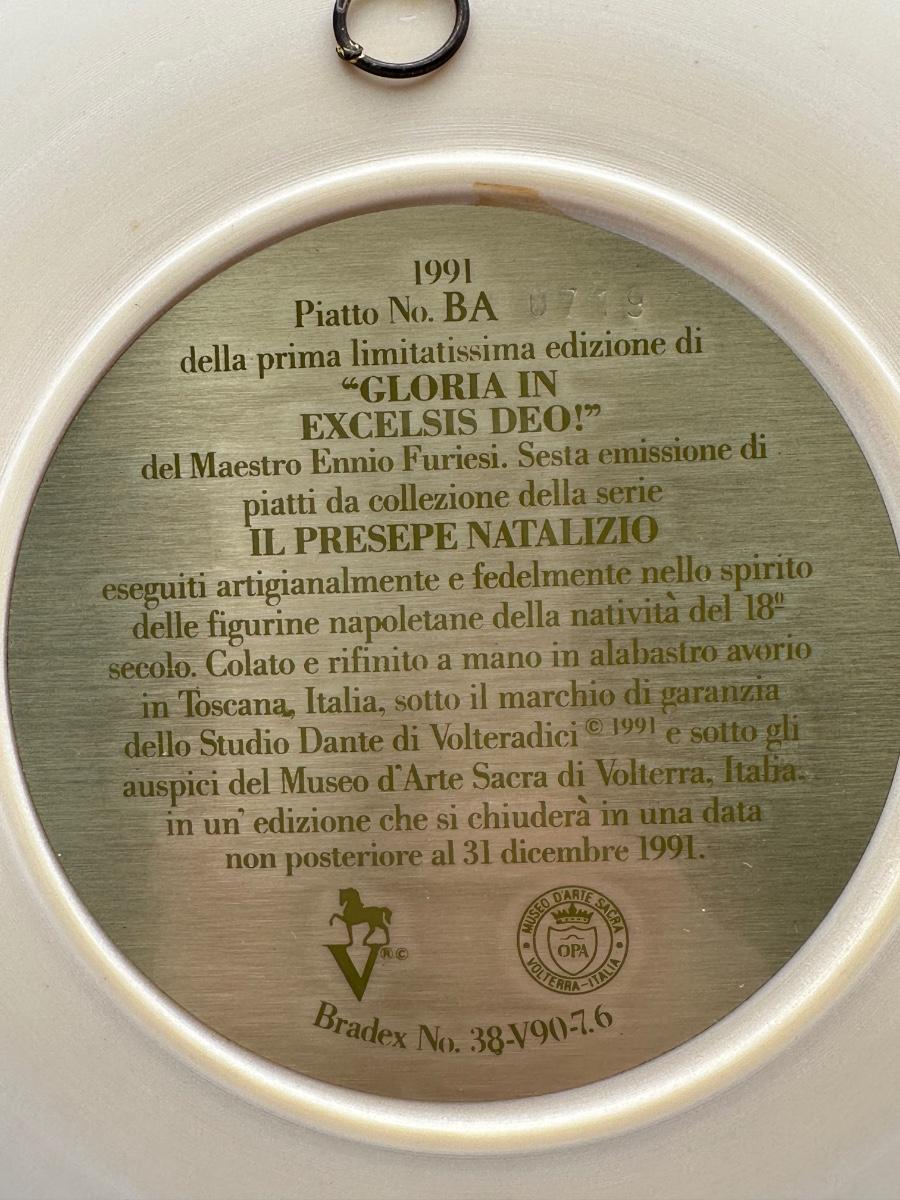 1991
Piatto No. BA 0719
della prima limitatissima edizione di
“GLORIA IN
EXCELSIS DEO!”
del Maestro Ennio Furiesi. Sesta emissione di
piatti da collezione della serie
IL PRESEPE NATALIZIO
eseguiti artigianalmente e fedelmente nello spirito
delle figurine napoletane della natività del 18º
secolo. Colato e rifinito a mano in alabastro avorio
in Toscana, Italia, sotto il marchio di garanzia
dello Studio Dante di Volteradici © 1991 e sotto gli
auspici del Museo d’Arte Sacra di Volterra, Italia.
in un’ edizione che si chiuderà in una data
non posteriore al 31 dicembre 1991.
V®©
MUSEO D'ARTE SACRA
OPA
VOLTERRA-ITALIA
Bradex No. 38-V90-7.6